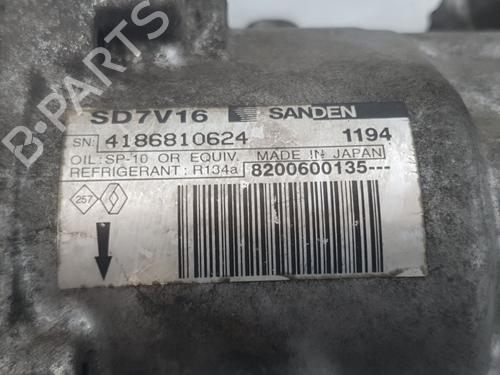 SD7V16 SANDEN
SN: 4186810624 1194
OIL:SP-10 OR EQUIV. MADE IN JAPAN
REFRIGERANT : R134a 8200600135---
257
B-PARTS